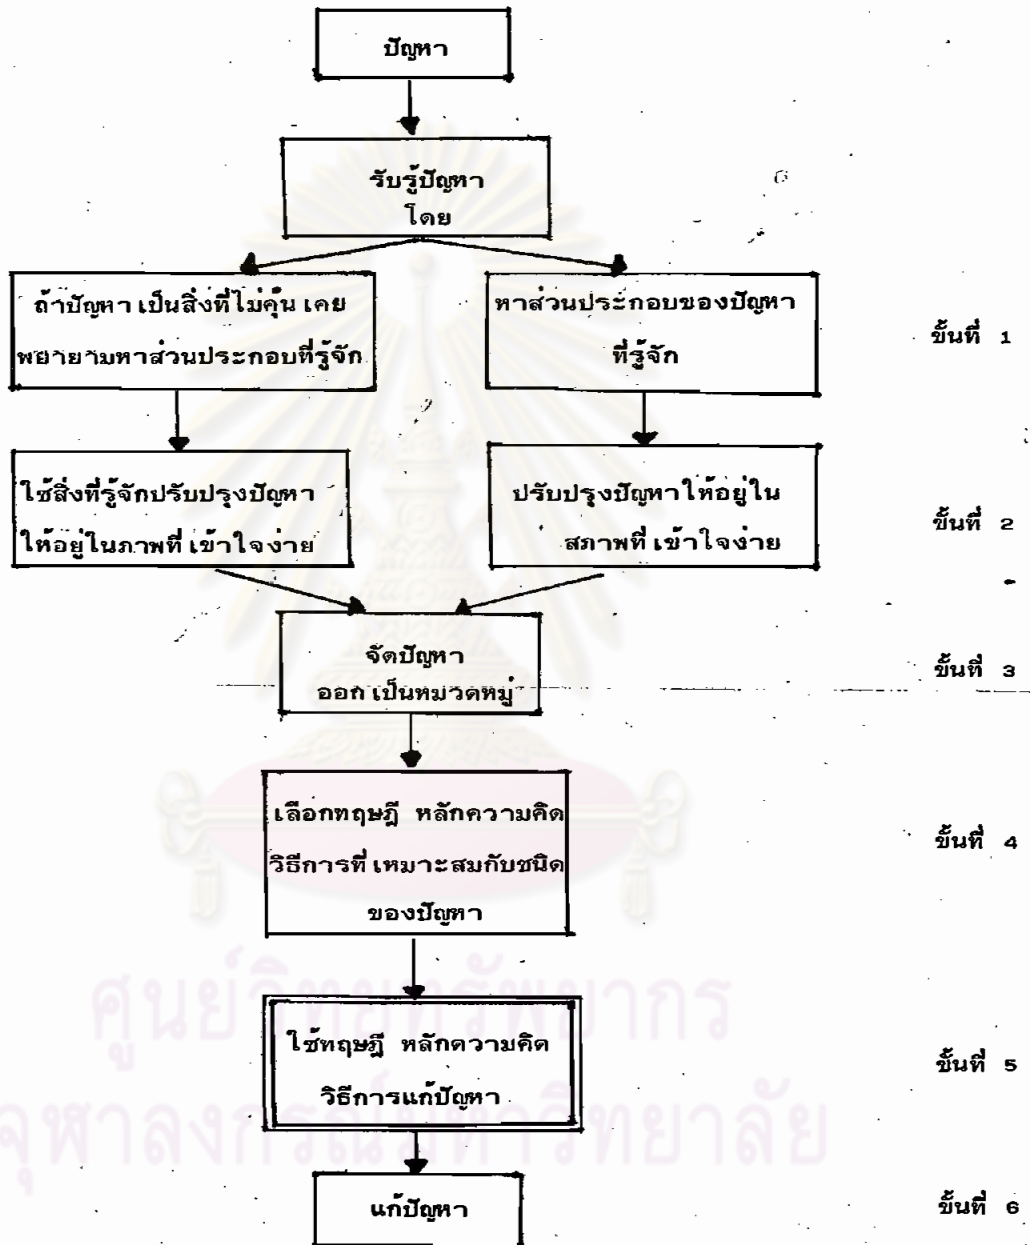 ปัญหา
รับรู้ปัญหา
โดย
ถ้าปัญหาเป็นสิ่งที่ไม่คุ้นเคย
พยายามหาส่วนประกอบที่รู้จัก
หาส่วนประกอบของปัญหา
ที่รู้จัก
ขั้นที่ 1
ใช้สิ่งที่รู้จักปรับปรุงปัญหา
ให้อยู่ในภาพที่เข้าใจง่าย
ปรับปรุงปัญหาให้อยู่ใน
สภาพที่เข้าใจง่าย
ขั้นที่ 2
จัดปัญหา
ออกเป็นหมวดหมู่
ขั้นที่ 3
เลือกทฤษฎี หลักความคิด
วิธีการที่เหมาะสมกับชนิด
ของปัญหา
ขั้นที่ 4
ใช้ทฤษฎี หลักความคิด
วิธีการแก้ปัญหา
ขั้นที่ 5
แก้ปัญหา
ขั้นที่ 6
ศูนย์วิทยทรัพยากร
จุฬาลงกรณ์มหาวิทยาลัย